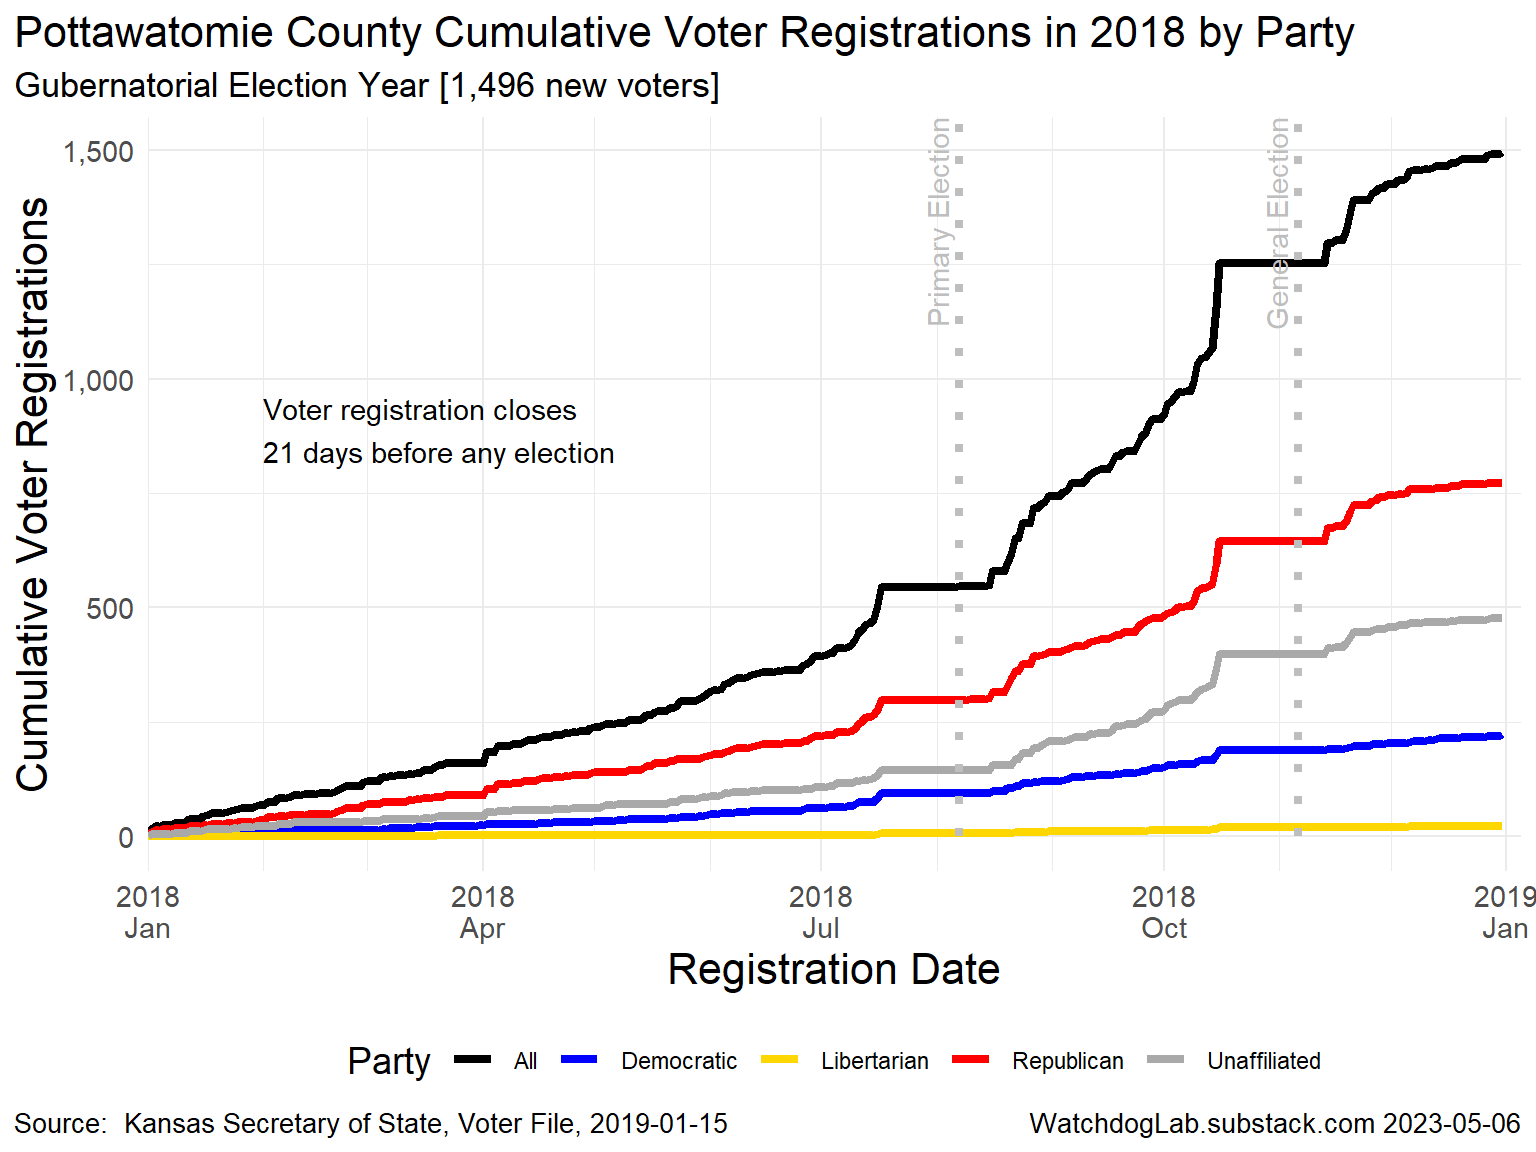 Pottawatomie County Cumulative Voter Registrations in 2018 by Party
Gubernatorial Election Year [1,496 new voters]
Cumulative Voter Registrations
1,500
1,000
500
0
Primary Election
General Election
Voter registration closes
21 days before any election
2018 2018 2018 2018 2019
Jan Apr Jul Oct Jan
Registration Date
Party All Democratic Libertarian Republican Unaffiliated
Source:  Kansas Secretary of State, Voter File, 2019-01-15
WatchdogLab.substack.com 2023-05-06